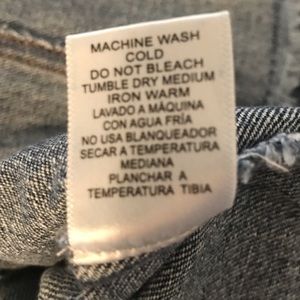 MACHINE WASH
COLD
DO NOT BLEACH
TUMBLE DRY MEDIUM
IRON WARM
LAVADO A MÁQUINA
CON AGUA FRÍA
NO USA BLANQUEADOR
SECAR A TEMPERATURA
MEDIANA
PLANCHAR A
TEMPERATURA TIBIA